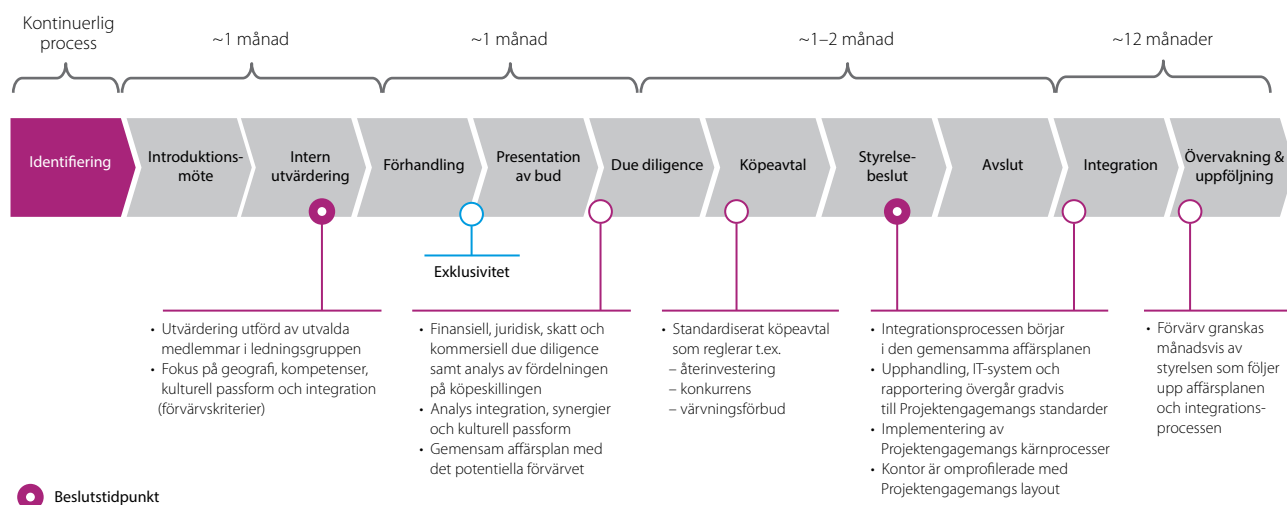 Kontinuerlig
process
~1 månad
~1 månad
~1–2 månad
~12 månader
Identifiering
Introduktions-
möte
Intern
utvärdering
Förhandling
Presentation
av bud
Due diligence
Köpeavtal
Styrelse-
beslut
Avslut
Integration
Övervakning &
uppföljning
Exklusivitet
• Utvärdering utförd av utvalda
medlemmar i ledningsgruppen
• Fokus på geografi, kompetenser,
kulturell passform och integration
(förvärvskriterier)
• Finansiell, juridisk, skatt och
kommersiell due diligence
samt analys av fördelningen
på köpeskillingen
• Analys integration, synergier
och kulturell passform
• Gemensam affärsplan med
det potentiella förvärvet
• Standardiserat köpeavtal
som reglerar t.ex.
– återinvestering
– konkurrens
– värvningsförbud
• Integrationsprocessen börjar
i den gemensamma affärsplanen
• Upphandling, IT-system och
rapportering övergår gradvis
till Projektengagemangs standarder
• Implementering av
Projektengagemangs kärnprocesser
• Kontor är omprofilerade med
Projektengagemangs layout
• Förvärv granskas
månadsvis av
styrelsen som följer
upp affärsplanen
och integrations-
processen
Beslutstidpunkt